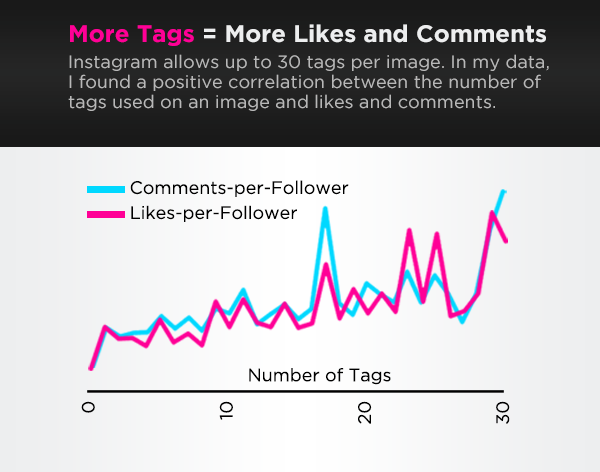 More Tags = More Likes and Comments
Instagram allows up to 30 tags per image. In my data,
I found a positive correlation between the number of
tags used on an image and likes and comments.
Comments-per-Follower
Likes-per-Follower
Number of Tags
0
10
20
30